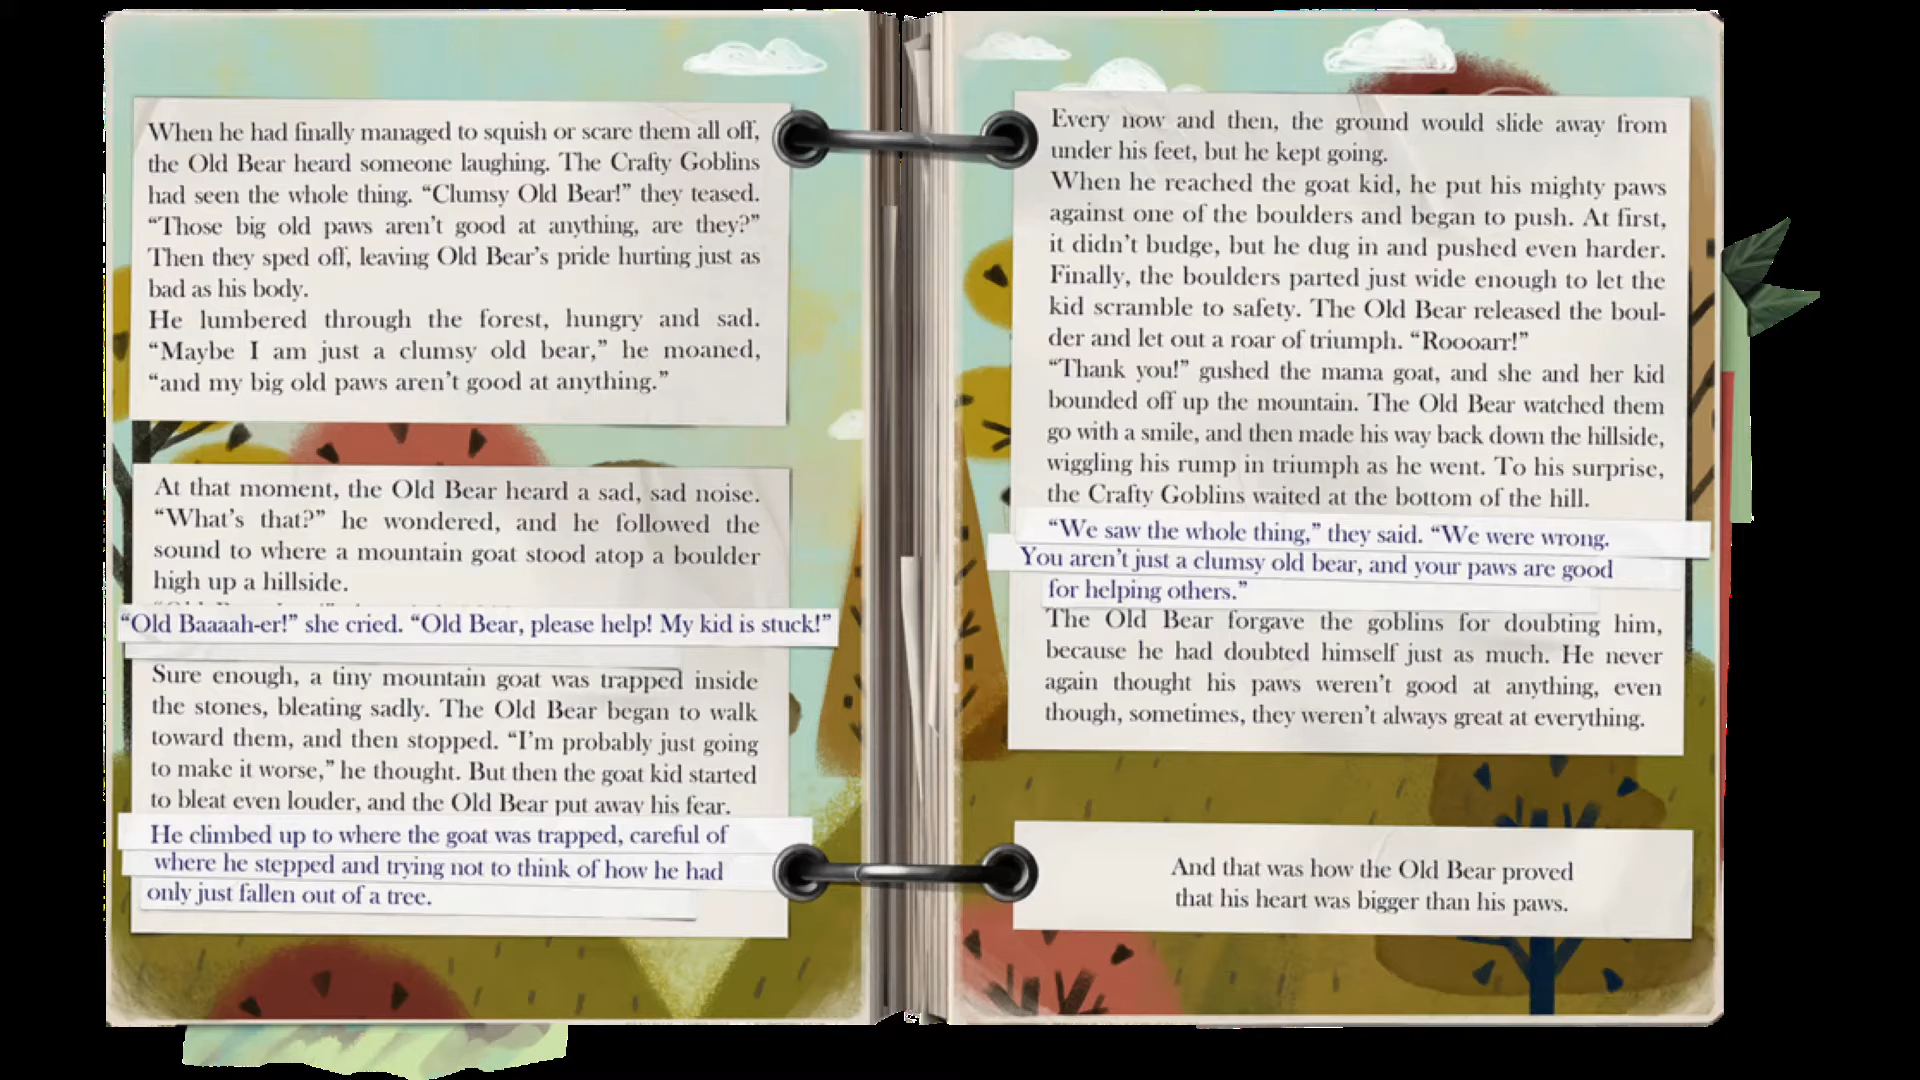 When he had finally managed to squish or scare them all off,
the Old Bear heard someone laughing. The Crafty Goblins
had seen the whole thing. “Clumsy Old Bear!” they teased.
“Those big old paws aren’t good at anything, are they?”
Then they sped off, leaving Old Bear’s pride hurting just as
bad as his body.
He lumbered through the forest, hungry and sad.
“Maybe I am just a clumsy old bear,” he moaned,
“and my big old paws aren’t good at anything.”
At that moment, the Old Bear heard a sad, sad noise.
“What’s that?” he wondered, and he followed the
sound to where a mountain goat stood atop a boulder
high up a hillside.
“Old Baaaah-er!” she cried. “Old Bear, please help! My kid is stuck!”
Sure enough, a tiny mountain goat was trapped inside
the stones, bleating sadly. The Old Bear began to walk
toward them, and then stopped. “I’m probably just going
to make it worse,” he thought. But then the goat kid started
to bleat even louder, and the Old Bear put away his fear.
He climbed up to where the goat was trapped, careful of
where he stepped and trying not to think of how he had
only just fallen out of a tree.
Every now and then, the ground would slide away from
under his feet, but he kept going.
When he reached the goat kid, he put his mighty paws
against one of the boulders and began to push. At first,
it didn’t budge, but he dug in and pushed even harder.
Finally, the boulders parted just wide enough to let the
kid scramble to safety. The Old Bear released the boul-
der and let out a roar of triumph. “Roooarr!”
“Thank you!” gushed the mama goat, and she and her kid
bounded off up the mountain. The Old Bear watched them
go with a smile, and then made his way back down the hillside,
wiggling his rump in triumph as he went. To his surprise,
the Crafty Goblins waited at the bottom of the hill.
“We saw the whole thing,” they said. “We were wrong.
You aren’t just a clumsy old bear, and your paws are good
for helping others.”
The Old Bear forgave the goblins for doubting him,
because he had doubted himself just as much. He never
again thought his paws weren’t good at anything, even
though, sometimes, they weren’t always great at everything.
And that was how the Old Bear proved
that his heart was bigger than his paws.